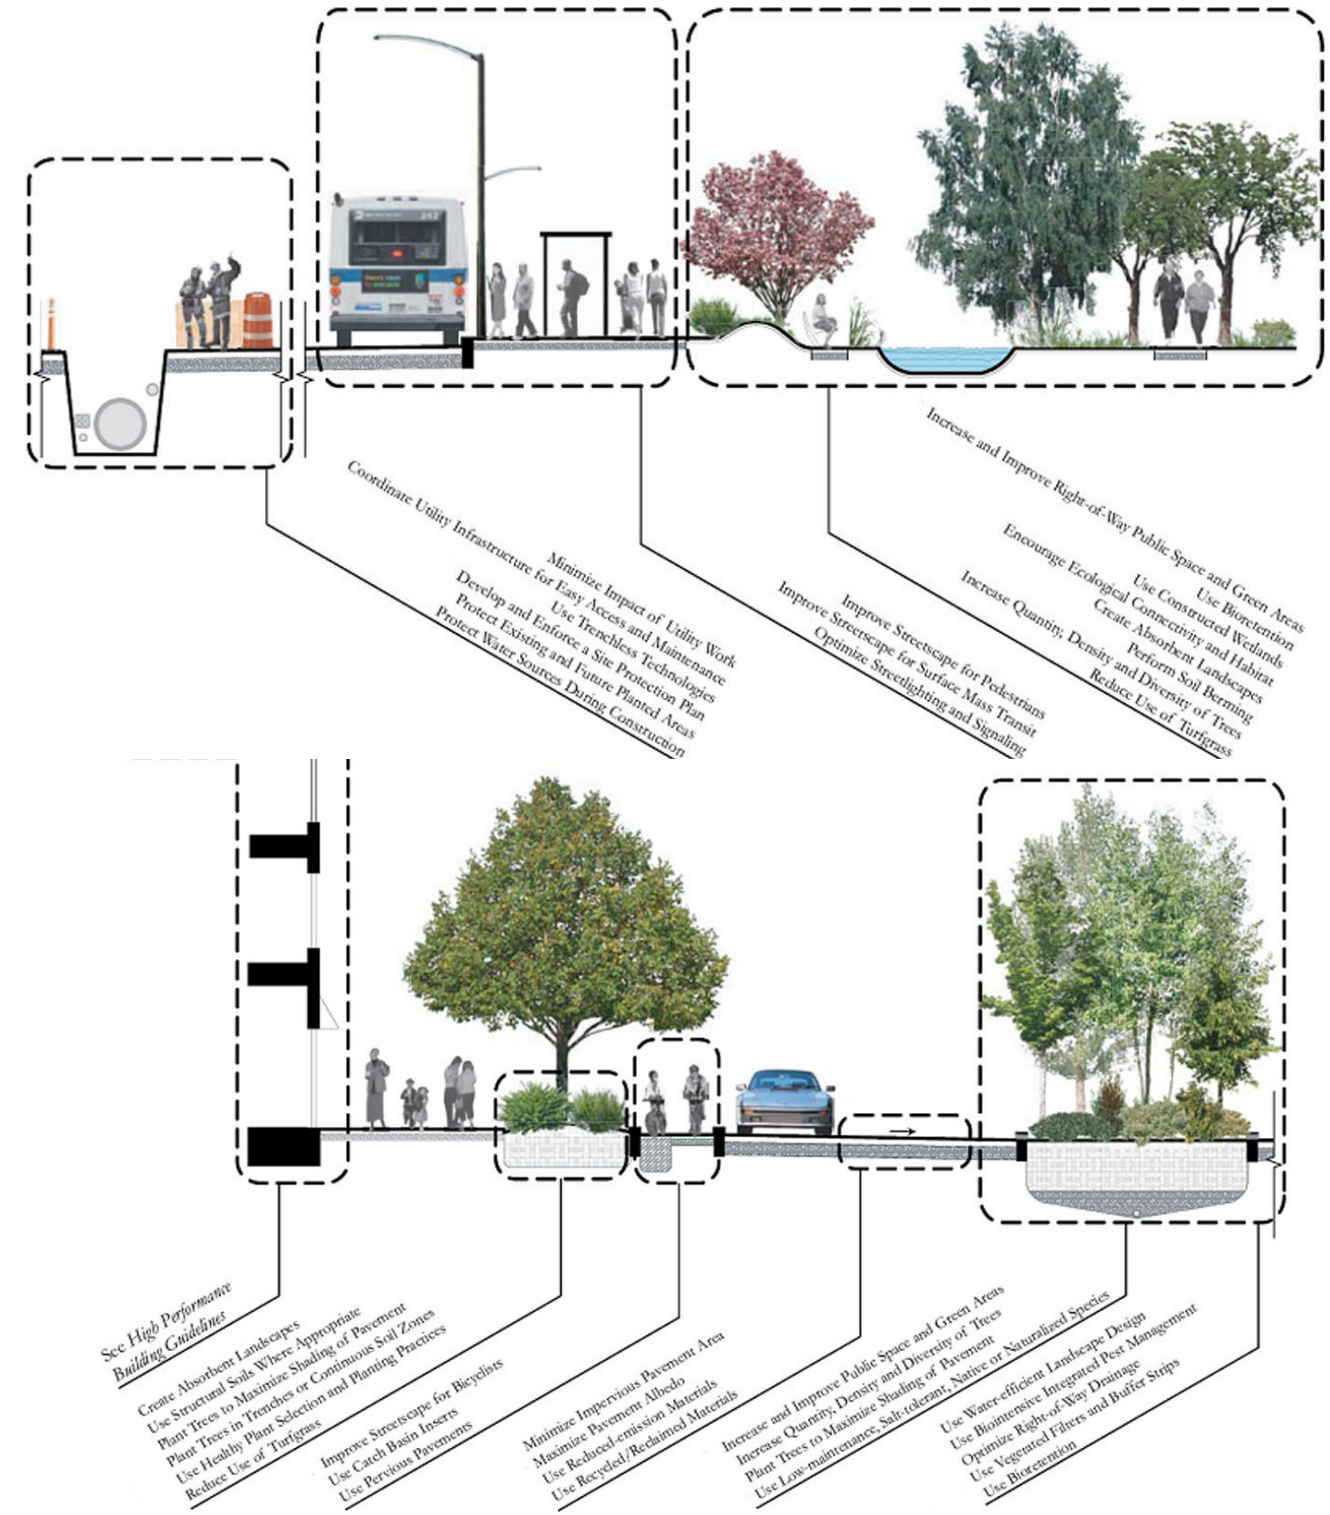 Minimize Impact of Utility Work
Coordinate Utility Infrastructure for Easy Access and Maintenance
Use Trenchless Technologies
Develop and Enforce a Site Protection Plan
Protect Existing and Future Planted Areas
Protect Water Sources During Construction
Improve Streetscape for Pedestrians
Improve Streetscape for Surface Mass Transit
Optimize Streetlighting and Signaling
Increase and Improve Right-of-Way Public Space and Green Areas
Use Bioretention
Use Constructed Wetlands
Encourage Ecological Connectivity and Habitat
Create Absorbent Landscapes
Perform Soil Berming
Increase Quantity, Density and Diversity of Trees
Reduce Use of Turfgrass
See High Performance
Building Guidelines
Create Absorbent Landscapes
Use Structural Soils Where Appropriate
Plant Trees to Maximize Shading of Pavement
Plant Trees in Trenches or Continuous Soil Zones
Use Healthy Plant Selection and Planting Practices
Reduce Use of Turfgrass
Improve Streetscape for Bicyclists
Use Catch Basin Inserts
Use Pervious Pavements
Minimize Impervious Pavement Area
Maximize Pavement Albedo
Use Reduced-emission Materials
Use Recycled/Reclaimed Materials
Increase and Improve Public Space and Green Areas
Increase Quantity, Density and Diversity of Trees
Plant Trees to Maximize Shading of Pavement
Use Low-maintenance, Salt-tolerant, Native or Naturalized Species
Use Water-efficient Landscape Design
Use Biointensive Integrated Pest Management
Optimize Right-of-Way Drainage
Use Vegetated Filters and Buffer Strips
Use Bioretention